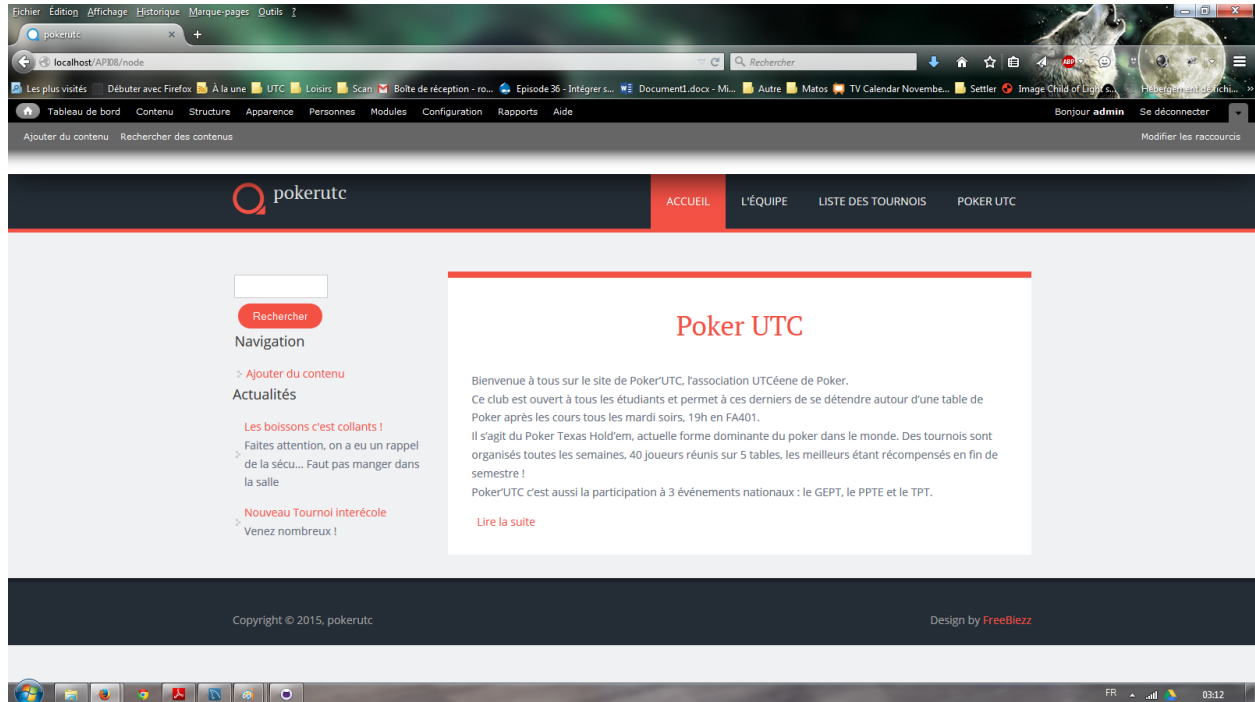 Fichier Édition Affichage Historique Marque-pages Outils ?
pokerutc × +
localhost/API08/node Rechercher ABP
Les plus visités Débuter avec Firefox À la une UTC Loisirs Scan Boîte de réception - ro... Episode 36 - Intégrer s... Document1.docx - Mi... Autre Matos TV Calendar Novembe... Settler Image Child of Light s... Hébergement de fichi... »
Tableau de bord Contenu Structure Apparence Personnes Modules Configuration Rapports Aide Bonjour admin Se déconnecter
Ajouter du contenu Rechercher des contenus Modifier les raccourcis
pokerutc ACCUEIL L'ÉQUIPE LISTE DES TOURNOIS POKER UTC
Rechercher
Navigation
Ajouter du contenu
Actualités
Les boissons c'est collants !
Faites attention, on a eu un rappel
de la sécu... Faut pas manger dans
la salle
Nouveau Tournoi interécole
Venez nombreux !
Poker UTC
Bienvenue à tous sur le site de Poker'UTC, l'association UTCéene de Poker.
Ce club est ouvert à tous les étudiants et permet à ces derniers de se détendre autour d'une table de
Poker après les cours tous les mardi soirs, 19h en FA401.
Il s'agit du Poker Texas Hold'em, actuelle forme dominante du poker dans le monde. Des tournois sont
organisés toutes les semaines, 40 joueurs réunis sur 5 tables, les meilleurs étant récompensés en fin de
semestre !
Poker'UTC c'est aussi la participation à 3 événements nationaux : le GEPT, le PPTE et le TPT.
Lire la suite
Copyright © 2015, pokerutc Design by FreeBiezz
FR 03:12